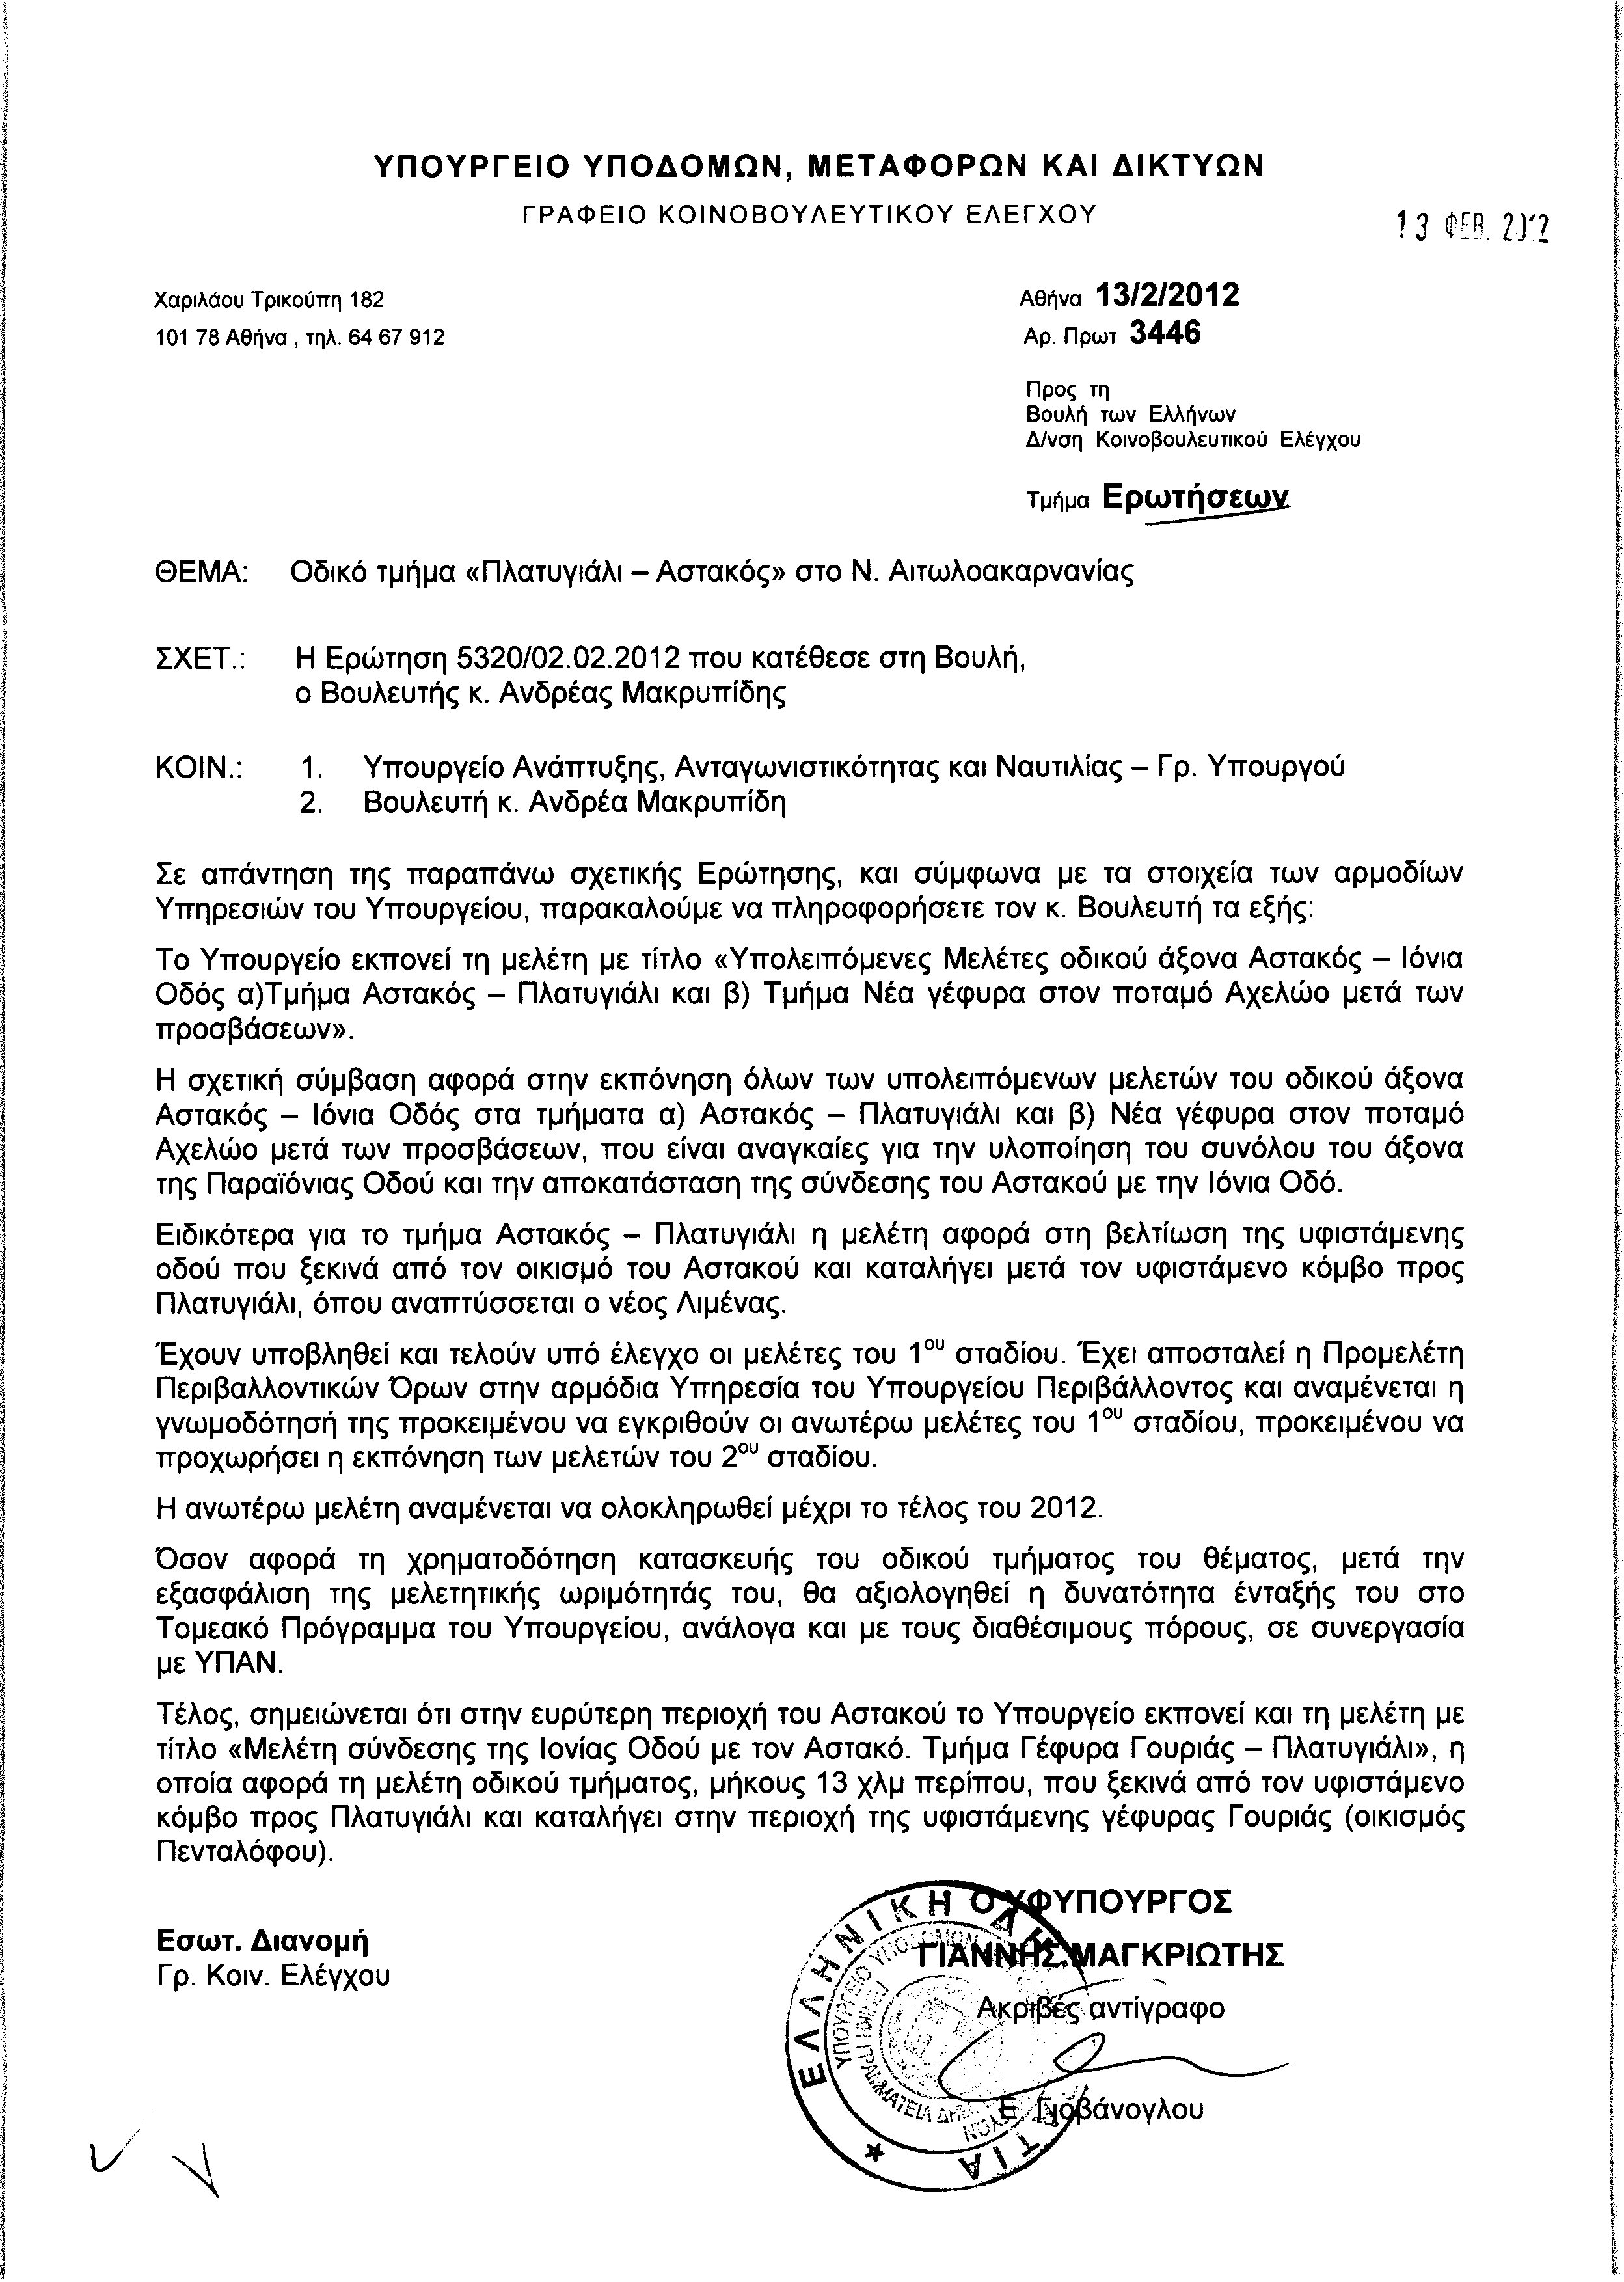 ΥΠΟΥΡΓΕΙΟ ΥΠΟΔΟΜΩΝ, ΜΕΤΑΦΟΡΩΝ ΚΑΙ ΔΙΚΤΥΩΝ
ΓΡΑΦΕΙΟ ΚΟΙΝΟΒΟΥΛΕΥΤΙΚΟΥ ΕΛΕΓΧΟΥ
13 ΦΕΒ. 2012
Χαριλάου Τρικούπη 182
101 78 Αθήνα , τηλ. 64 67 912
Αθήνα 13/2/2012
Αρ. Πρωτ 3446
Προς τη
Βουλή των Ελλήνων
Δ/νση Κοινοβουλευτικού Ελέγχου
Τμήμα Ερωτήσεων
ΘΕΜΑ: Οδικό τμήμα «Πλατυγιάλι – Αστακός» στο Ν. Αιτωλοακαρνανίας
ΣΧΕΤ.: Η Ερώτηση 5320/02.02.2012 που κατέθεσε στη Βουλή,
ο Βουλευτής κ. Ανδρέας Μακρυπίδης
ΚΟΙΝ.: 1. Υπουργείο Ανάπτυξης, Ανταγωνιστικότητας και Ναυτιλίας – Γρ. Υπουργού
2. Βουλευτή κ. Ανδρέα Μακρυπίδη
Σε απάντηση της παραπάνω σχετικής Ερώτησης, και σύμφωνα με τα στοιχεία των αρμοδίων
Υπηρεσιών του Υπουργείου, παρακαλούμε να πληροφορήσετε τον κ. Βουλευτή τα εξής:
Το Υπουργείο εκπονεί τη μελέτη με τίτλο «Υπολειπόμενες Μελέτες οδικού άξονα Αστακός – Ιόνια
Οδός α)Τμήμα Αστακός – Πλατυγιάλι και β) Τμήμα Νέα γέφυρα στον ποταμό Αχελώο μετά των
προσβάσεων».
Η σχετική σύμβαση αφορά στην εκπόνηση όλων των υπολειπόμενων μελετών του οδικού άξονα
Αστακός – Ιόνια Οδός στα τμήματα α) Αστακός – Πλατυγιάλι και β) Νέα γέφυρα στον ποταμό
Αχελώο μετά των προσβάσεων, που είναι αναγκαίες για την υλοποίηση του συνόλου του άξονα
της Παραϊόνιας Οδού και την αποκατάσταση της σύνδεσης του Αστακού με την Ιόνια Οδό.
Ειδικότερα για το τμήμα Αστακός – Πλατυγιάλι η μελέτη αφορά στη βελτίωση της υφιστάμενης
οδού που ξεκινά από τον οικισμό του Αστακού και καταλήγει μετά τον υφιστάμενο κόμβο προς
Πλατυγιάλι, όπου αναπτύσσεται ο νέος Λιμένας.
Έχουν υποβληθεί και τελούν υπό έλεγχο οι μελέτες του 1ου σταδίου. Έχει αποσταλεί η Προμελέτη
Περιβαλλοντικών Όρων στην αρμόδια Υπηρεσία του Υπουργείου Περιβάλλοντος και αναμένεται η
γνωμοδότησή της προκειμένου να εγκριθούν οι ανωτέρω μελέτες του 1ου σταδίου, προκειμένου να
προχωρήσει η εκπόνηση των μελετών του 2ου σταδίου.
Η ανωτέρω μελέτη αναμένεται να ολοκληρωθεί μέχρι το τέλος του 2012.
Όσον αφορά τη χρηματοδότηση κατασκευής του οδικού τμήματος του θέματος, μετά την
εξασφάλιση της μελετητικής ωριμότητάς του, θα αξιολογηθεί η δυνατότητα ένταξής του στο
Τομεακό Πρόγραμμα του Υπουργείου, ανάλογα και με τους διαθέσιμους πόρους, σε συνεργασία
με ΥΠΑΝ.
Τέλος, σημειώνεται ότι στην ευρύτερη περιοχή του Αστακού το Υπουργείο εκπονεί και τη μελέτη με
τίτλο «Μελέτη σύνδεσης της Ιονίας Οδού με τον Αστακό. Τμήμα Γέφυρα Γουριάς – Πλατυγιάλι», η
οποία αφορά τη μελέτη οδικού τμήματος, μήκους 13 χλμ περίπου, που ξεκινά από τον υφιστάμενο
κόμβο προς Πλατυγιάλι και καταλήγει στην περιοχή της υφιστάμενης γέφυρας Γουριάς (οικισμός
Πενταλόφου).
Εσωτ. Διανομή
Γρ. Κοιν. Ελέγχου
Ο ΥΦΥΠΟΥΡΓΟΣ
ΓΙΑΝΝΗΣ ΜΑΓΚΡΙΩΤΗΣ
Ακριβές αντίγραφο
Ε. Γιοβάνογλου
ΕΛΛΗΝΙΚΗ
ΥΠΟΥΡΓΕΙΟ ΥΠΟΔΟΜΩΝ